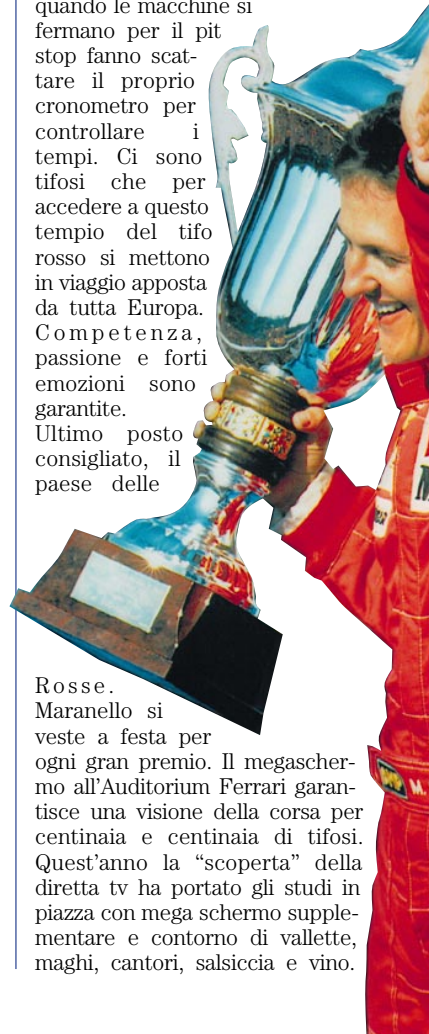 quando le macchine si
fermano per il pit
stop fanno scat-
tare il proprio
cronometro per
controllare i
tempi. Ci sono
tifosi che per
accedere a questo
tempio del tifo
rosso si mettono
in viaggio apposta
da tutta Europa.
Competenza,
passione e forti
emozioni sono
garantite.
Ultimo posto
consigliato, il
paese delle
Rosse.
Maranello si
veste a festa per
ogni gran premio. Il megascher-
mo all'Auditorium Ferrari garan-
tisce una visione della corsa per
centinaia e centinaia di tifosi.
Quest'anno la “scoperta” della
diretta tv ha portato gli studi in
piazza con mega schermo supple-
mentare e contorno di vallette,
maghi, cantori, salsiccia e vino.
M.